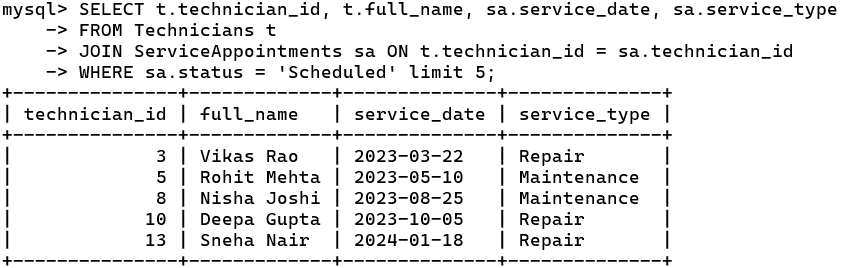 mysql> SELECT t.technician_id, t.full_name, sa.service_date, sa.service_type
    -> FROM Technicians t
    -> JOIN ServiceAppointments sa ON t.technician_id = sa.technician_id
    -> WHERE sa.status = 'Scheduled' limit 5;
+---------------+-------------+--------------+--------------+
| technician_id | full_name   | service_date | service_type |
+---------------+-------------+--------------+--------------+
|             3 | Vikas Rao   | 2023-03-22   | Repair       |
|             5 | Rohit Mehta | 2023-05-10   | Maintenance  |
|             8 | Nisha Joshi | 2023-08-25   | Maintenance  |
|            10 | Deepa Gupta | 2023-10-05   | Repair       |
|            13 | Sneha Nair  | 2024-01-18   | Repair       |
+---------------+-------------+--------------+--------------+